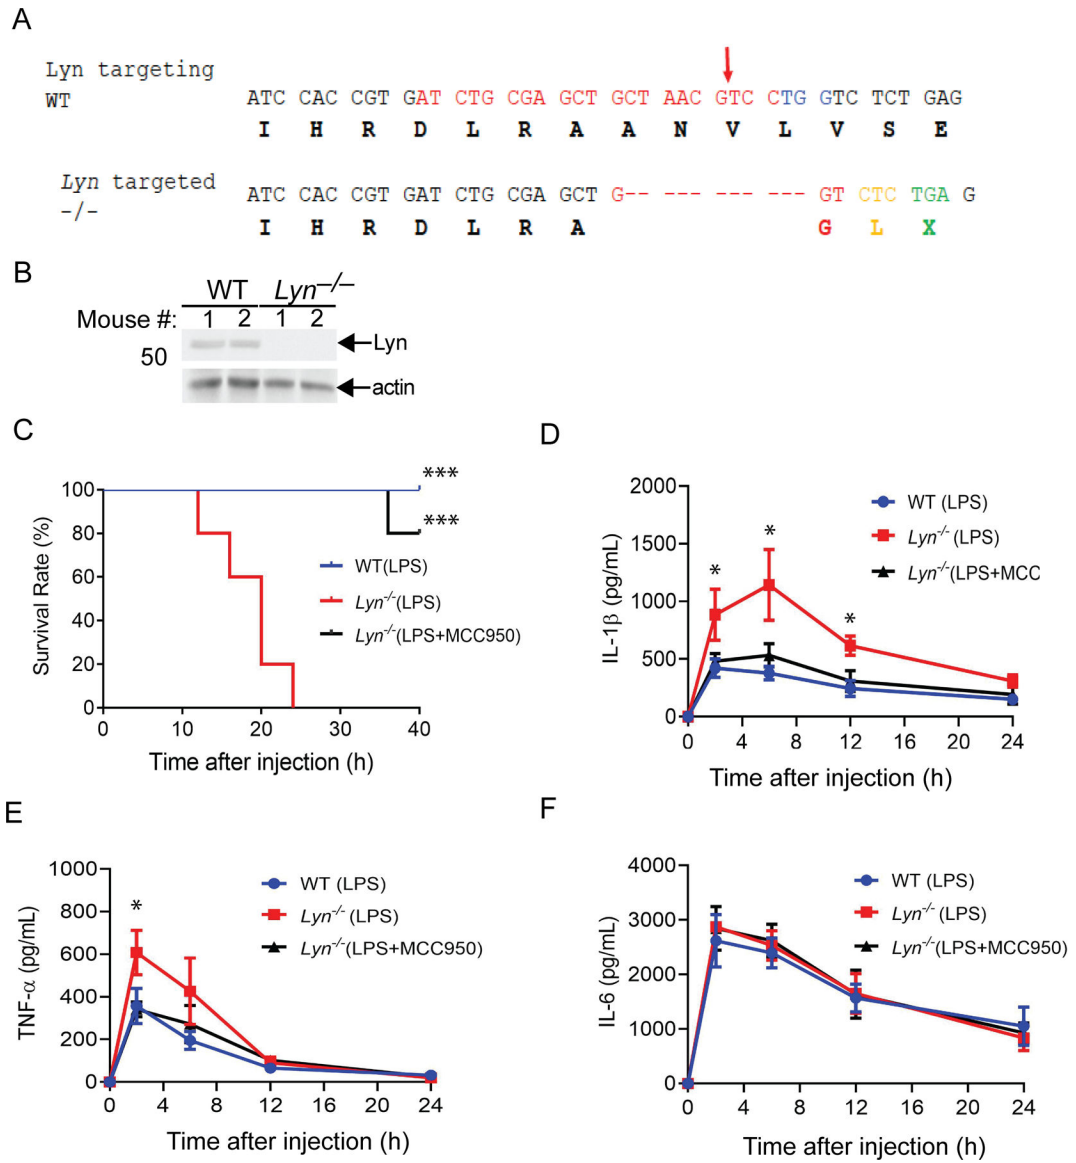 A
Lyn targeting
WT
ATC CAC CGT GAT CTG CGA GCT GCT AAC GTC CTG GTC TCT GAG
I H R D L R A A N V L V S E
Lyn targeted
-/-
ATC CAC CGT GAT CTG CGA GCT G-- --- --- --- GT CTC TGA G
I H R D L R A G L X
B
WT Lyn–/–
Mouse #: 1 2 1 2
50
Lyn
actin
C
Survival Rate (%)
100
80
60
40
20
0
***
***
WT(LPS)
Lyn-/-(LPS)
Lyn-/-(LPS+MCC950)
0 10 20 30 40
Time after injection (h)
D
IL-1β (pg/mL)
2000
1500
1000
500
0
* * *
WT (LPS)
Lyn-/-(LPS)
Lyn-/-(LPS+MCC
0 4 8 12 16 20 24
Time after injection (h)
E
TNF-α (pg/mL)
1000
800
600
400
200
0
*
WT (LPS)
Lyn-/- (LPS)
Lyn-/-(LPS+MCC950)
0 4 8 12 16 20 24
Time after injection (h)
F
IL-6 (pg/mL)
4000
3000
2000
1000
0
WT (LPS)
Lyn-/- (LPS)
Lyn-/-(LPS+MCC950)
0 4 8 12 16 20 24
Time after injection (h)